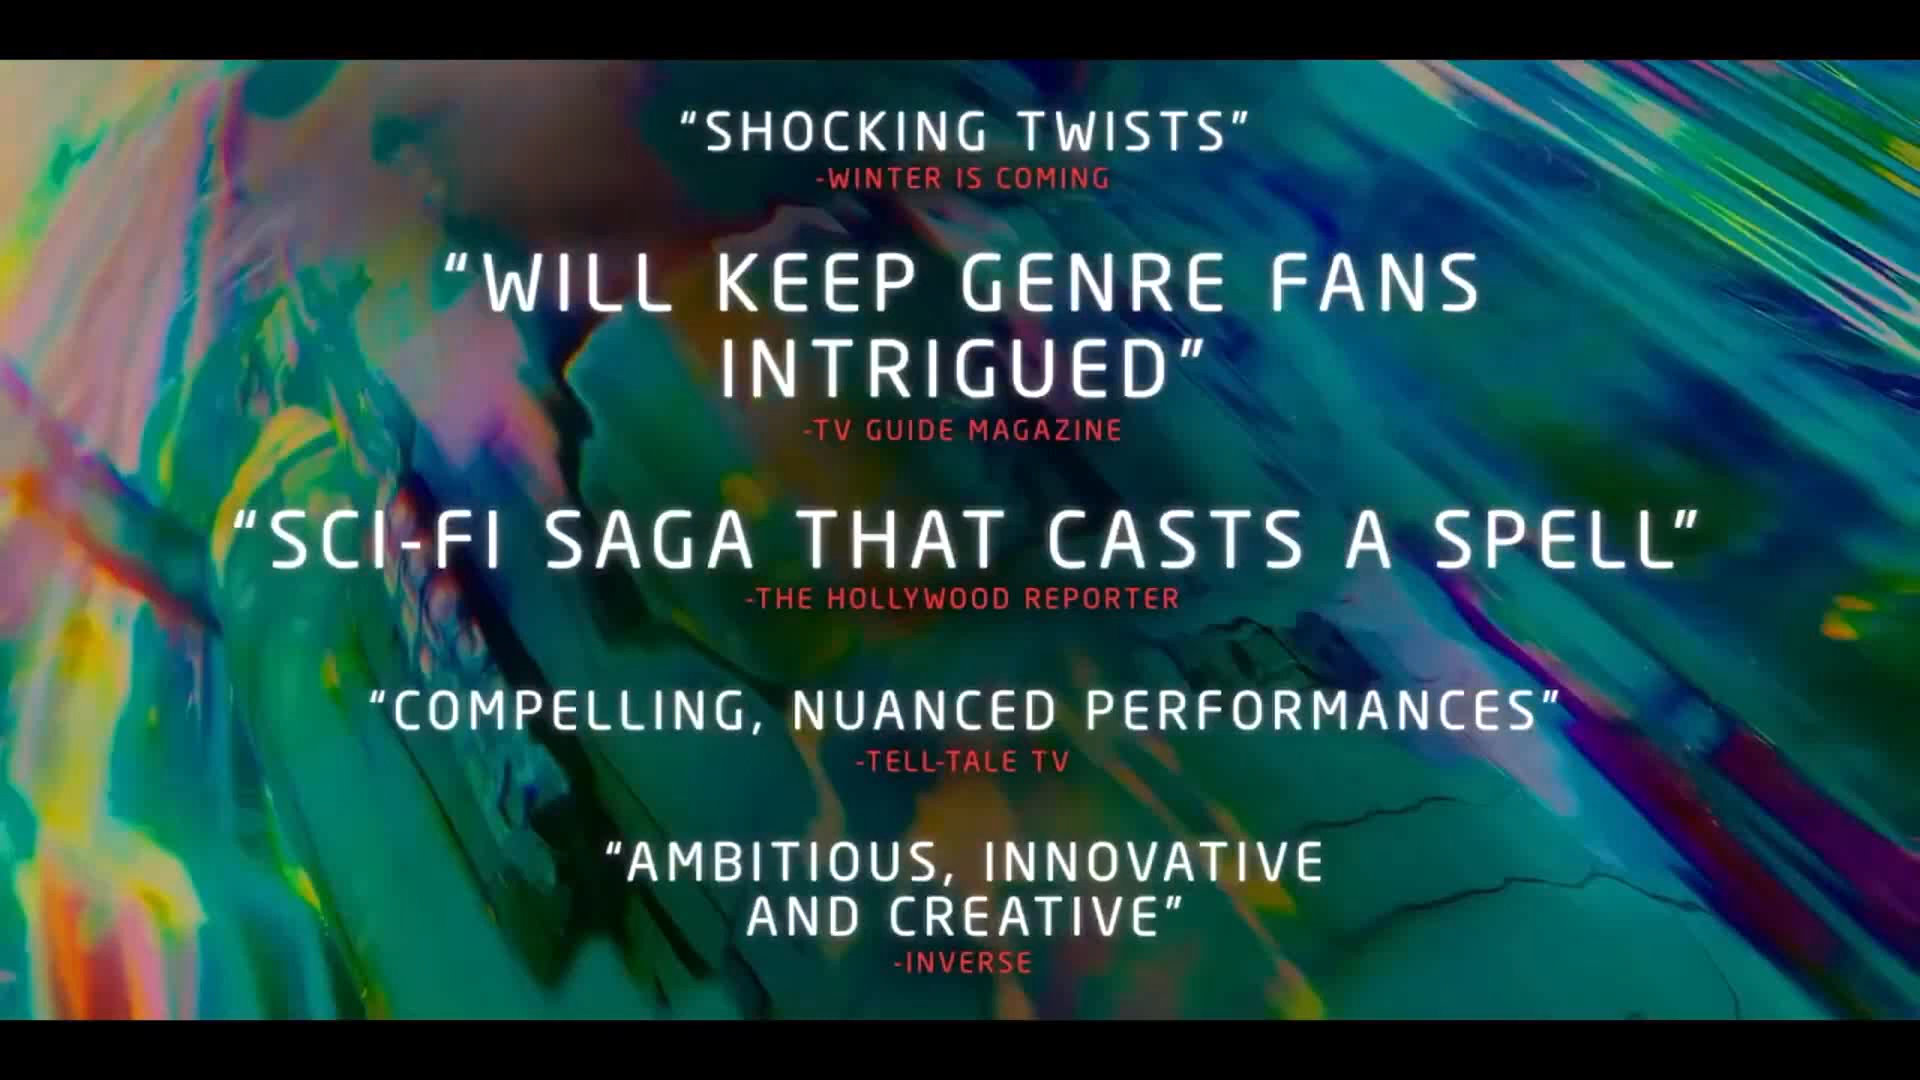 “SHOCKING TWISTS”
-WINTER IS COMING
“WILL KEEP GENRE FANS
INTRIGUED”
-TV GUIDE MAGAZINE
“SCI-FI SAGA THAT CASTS A SPELL”
-THE HOLLYWOOD REPORTER
“COMPELLING, NUANCED PERFORMANCES”
-TELL-TALE TV
“AMBITIOUS, INNOVATIVE
AND CREATIVE”
-INVERSE